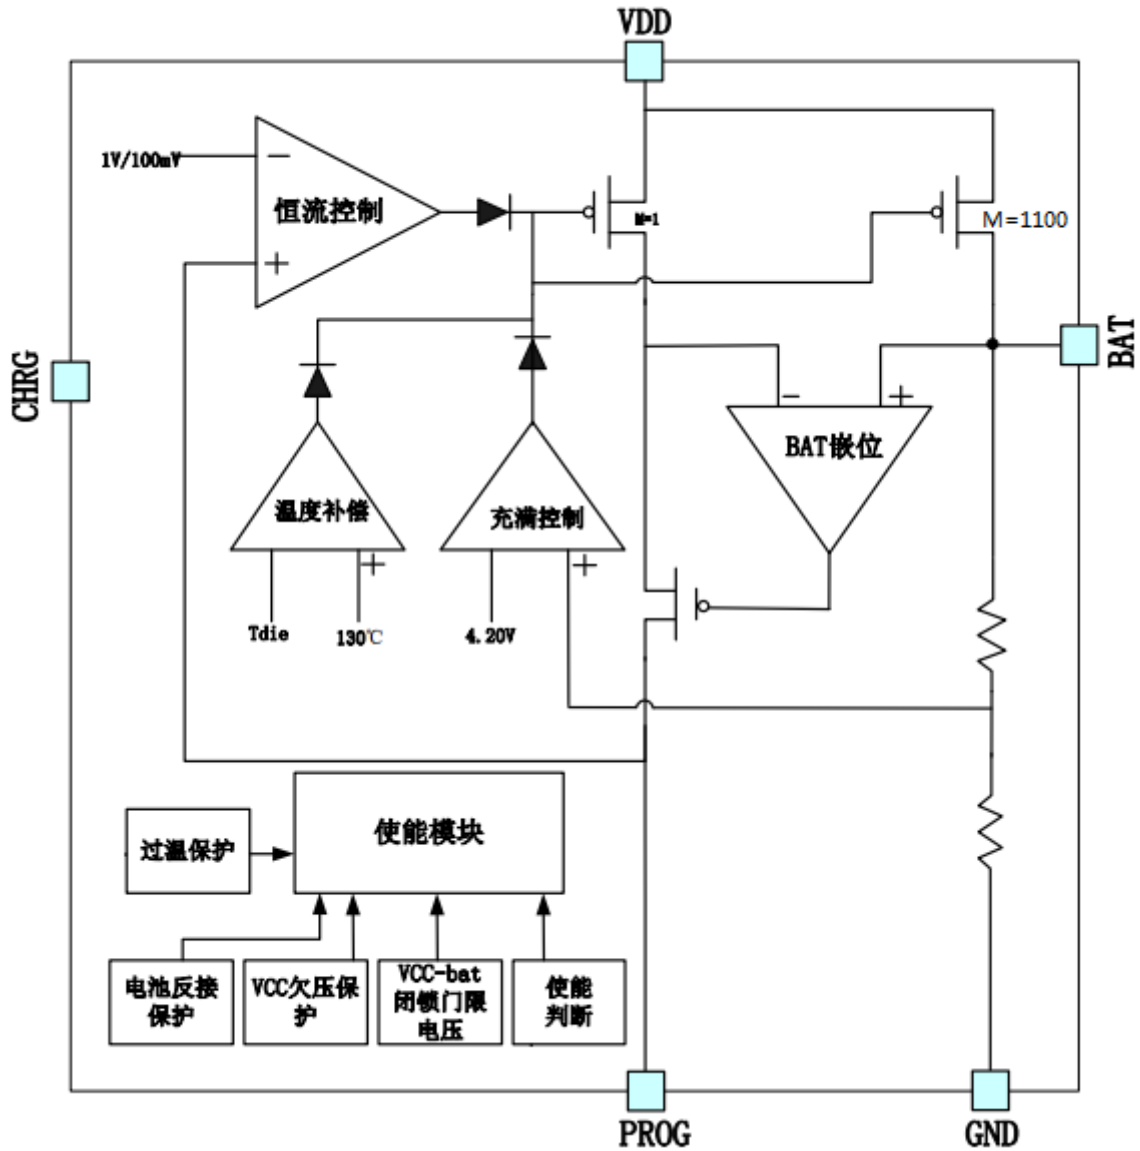 VDD
1V/100mV
−
恒流控制
+
M=1
M=1100
CHRG
BAT
−
+
BAT嵌位
温度补偿
+
充满控制
+
Tdie
130℃
4.20V
使能模块
过温保护
电池反接
保护
VCC欠压保
护
VCC-bat
闭锁门限
电压
使能
判断
PROG
GND